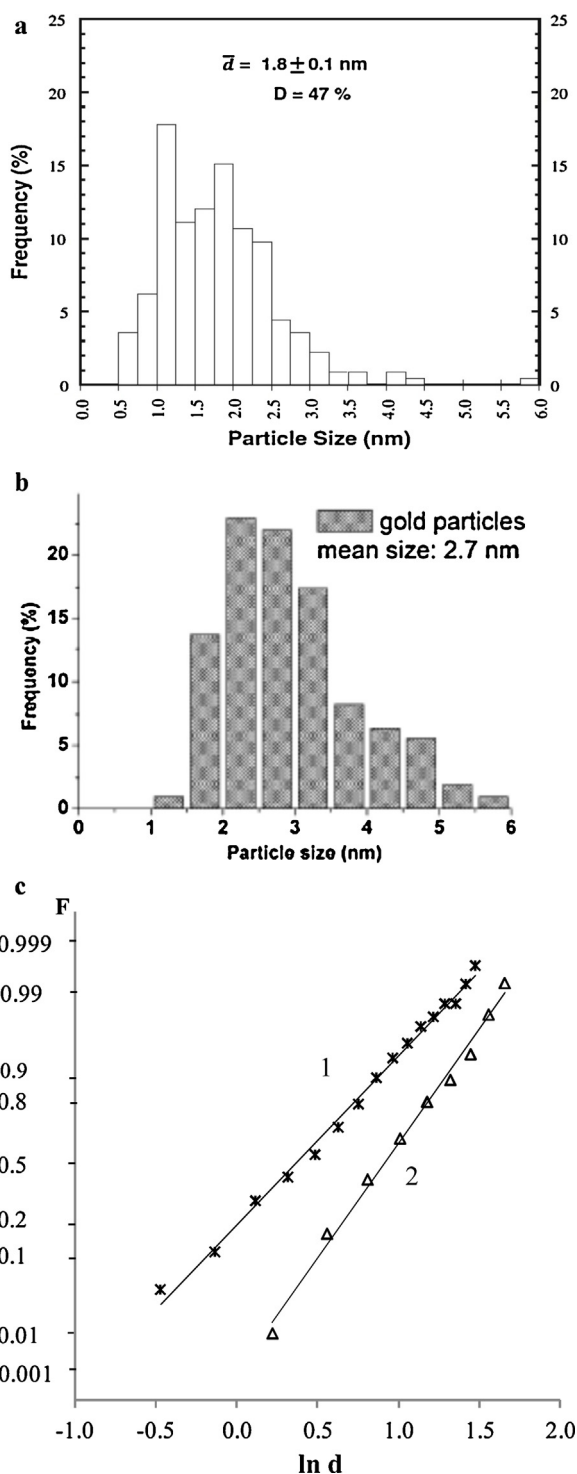 a
25
25
d̅ = 1.8±0.1 nm
D = 47 %
20
20
15
15
10
10
5
5
0
0
Frequency (%)
0.0 0.5 1.0 1.5 2.0 2.5 3.0 3.5 4.0 4.5 5.0 5.5 6.0
Particle Size (nm)
b
gold particles
mean size: 2.7 nm
20
15
10
5
0
Frequency (%)
0 1 2 3 4 5 6
Particle size (nm)
c
F
0.999
0.99
0.9
0.8
0.5
0.2
0.1
0.01
0.001
1
2
-1.0 -0.5 0.0 0.5 1.0 1.5 2.0
ln d